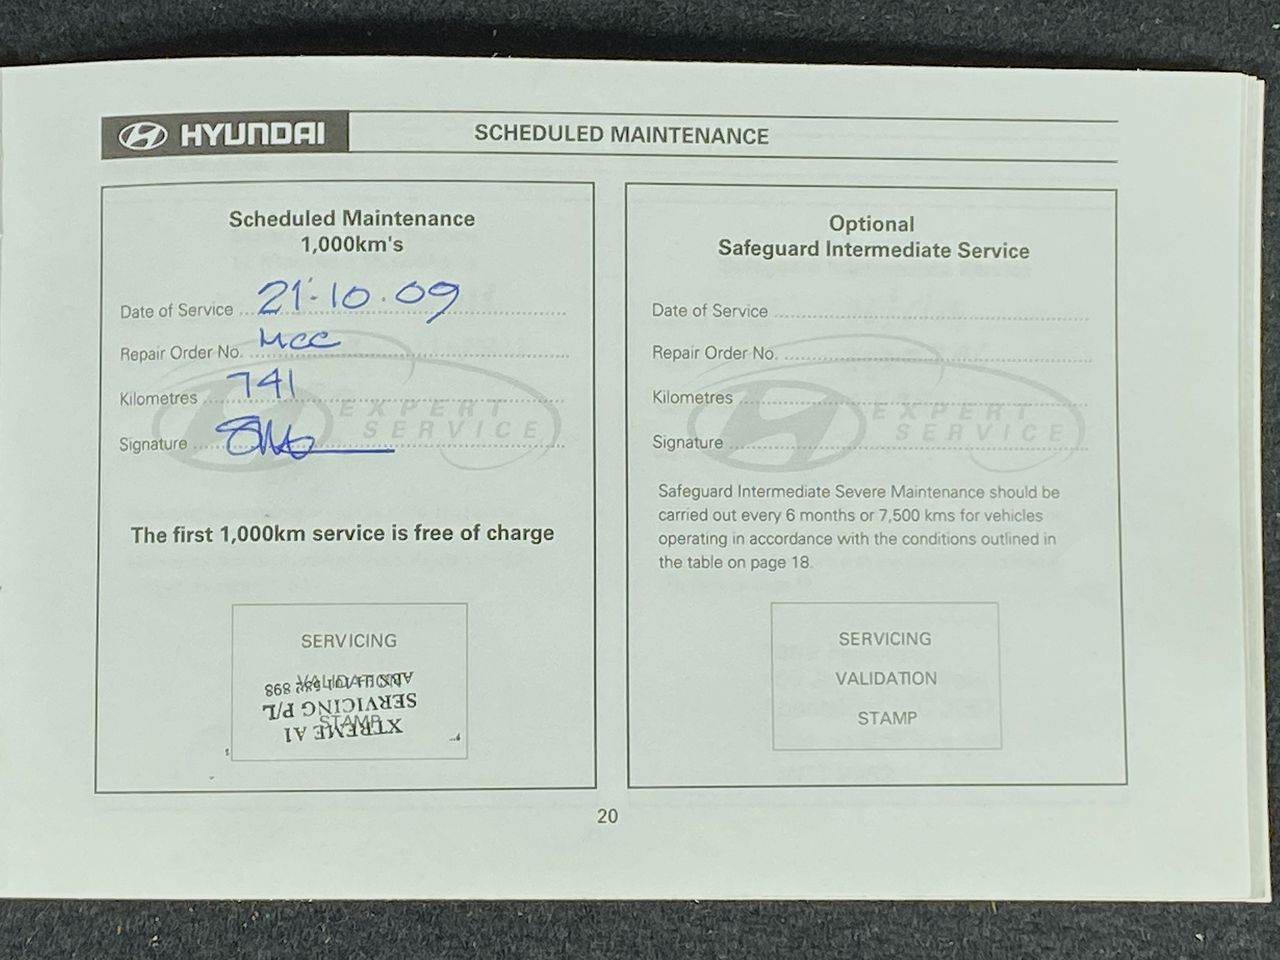 HYUNDAI
SCHEDULED MAINTENANCE
Scheduled Maintenance
1,000km's
Date of Service 21.10.09
Repair Order No. MCC
Kilometres 741
Signature
EXPERT
SERVICE
The first 1,000km service is free of charge
SERVICING
VALIDATION
STAMP
XTREME AI
SERVICING P/L
898
Optional
Safeguard Intermediate Service
Date of Service
Repair Order No.
Kilometres
Signature
EXPERT
SERVICE
Safeguard Intermediate Severe Maintenance should be
carried out every 6 months or 7,500 kms for vehicles
operating in accordance with the conditions outlined in
the table on page 18.
SERVICING
VALIDATION
STAMP
20